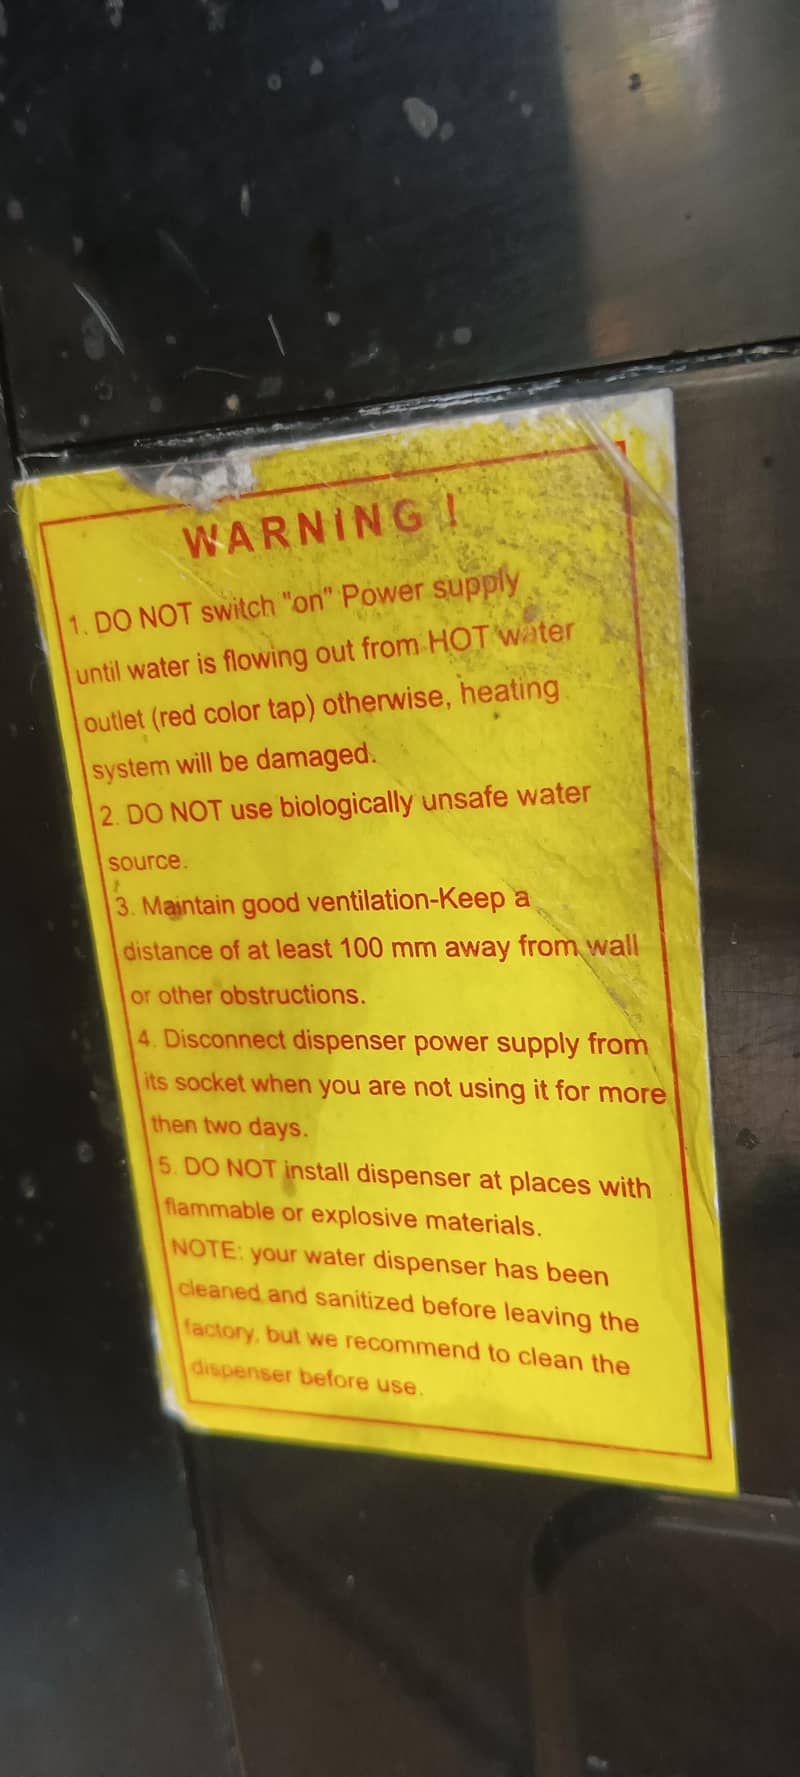 WARNING !
1. DO NOT switch "on" Power supply
until water is flowing out from HOT water
outlet (red color tap) otherwise, heating
system will be damaged.
2. DO NOT use biologically unsafe water
source.
3. Maintain good ventilation-Keep a
distance of at least 100 mm away from wall
or other obstructions.
4. Disconnect dispenser power supply from
its socket when you are not using it for more
then two days.
5. DO NOT install dispenser at places with
flammable or explosive materials.
NOTE: your water dispenser has been
cleaned and sanitized before leaving the
factory, but we recommend to clean the
dispenser before use.